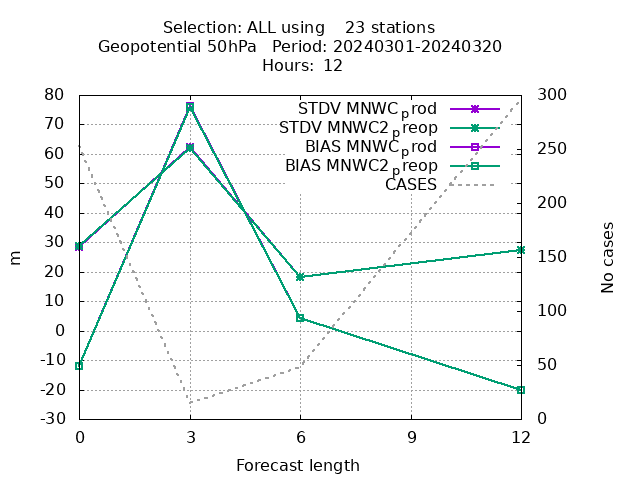 Selection: ALL using    23 stations
Geopotential 50hPa   Period: 20240301-20240320
Hours: 12
STDV MNWC_prod
STDV MNWC2_preop
BIAS MNWC_prod
BIAS MNWC2_preop
CASES
80
70
60
50
40
30
20
10
0
-10
-20
-30
m
300
250
200
150
100
50
0
No cases
0 3 6 9 12
Forecast length